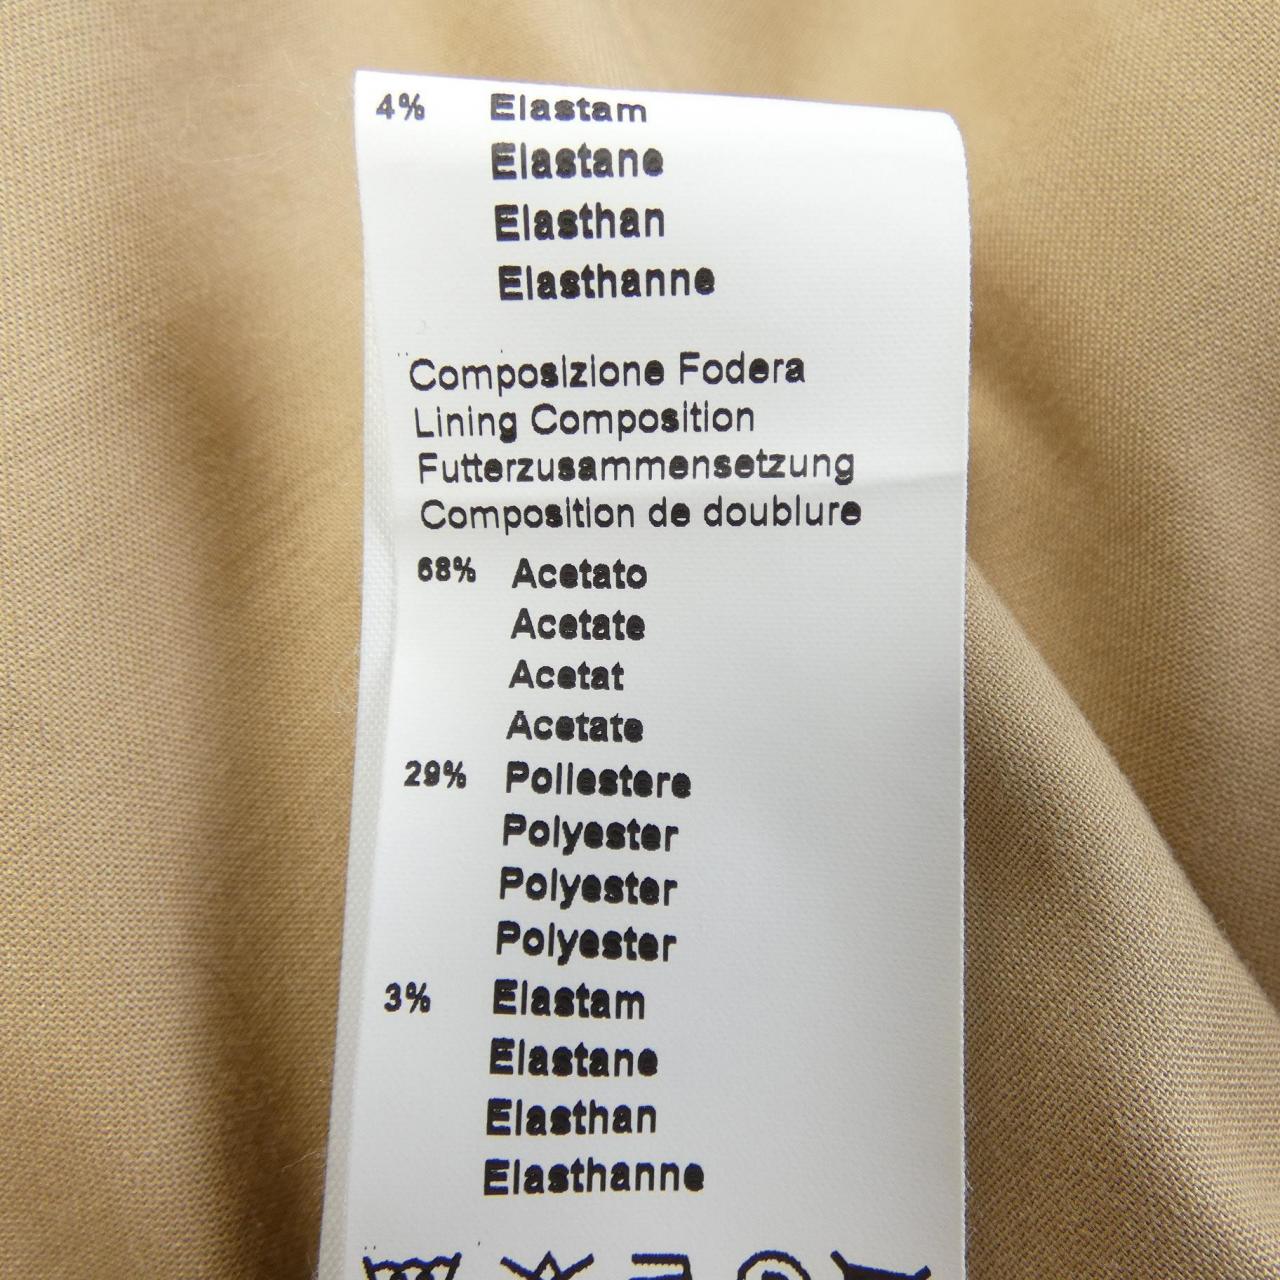 4% Elastam
Elastane
Elasthan
Elasthanne
Composizione Fodera
Lining Composition
Futterzusammensetzung
Composition de doublure
68% Acetato
Acetate
Acetat
Acetate
29% Poliestere
Polyester
Polyester
Polyester
3% Elastam
Elastane
Elasthan
Elasthanne